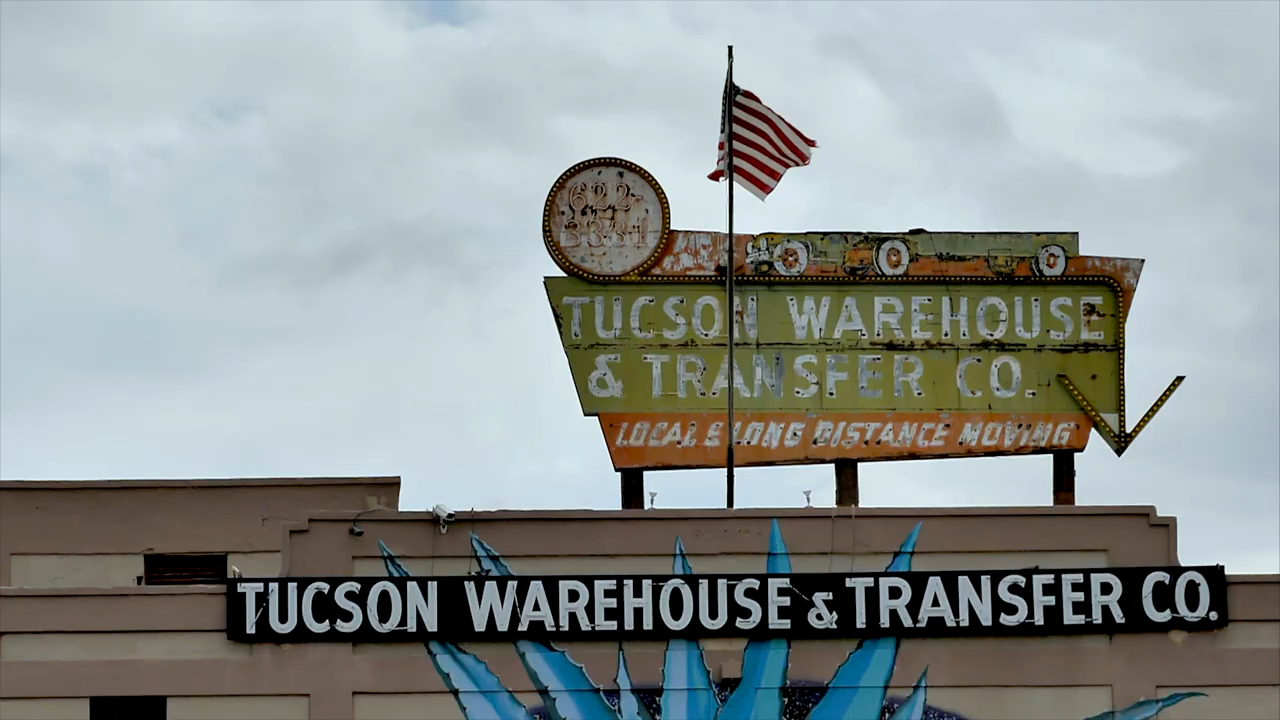 622-
3331
TUCSON WAREHOUSE
& TRANSFER CO.
LOCAL & LONG DISTANCE MOVING
TUCSON WAREHOUSE & TRANSFER CO.